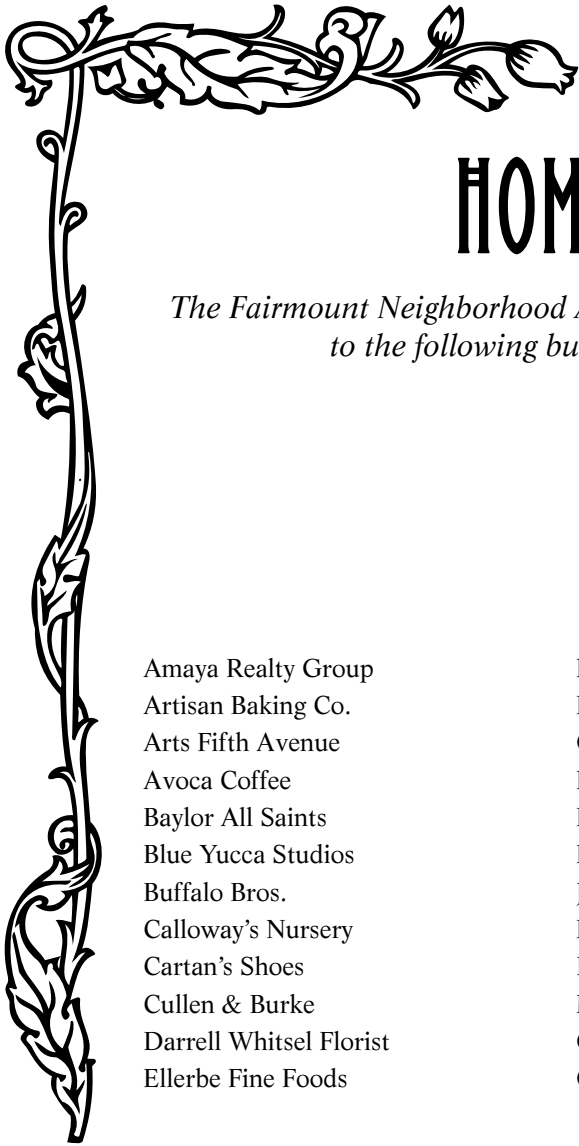 HOM
The Fairmount Neighborhood A
to the following bu
Amaya Realty Group
Artisan Baking Co.
Arts Fifth Avenue
Avoca Coffee
Baylor All Saints
Blue Yucca Studios
Buffalo Bros.
Calloway’s Nursery
Cartan’s Shoes
Cullen & Burke
Darrell Whitsel Florist
Ellerbe Fine Foods